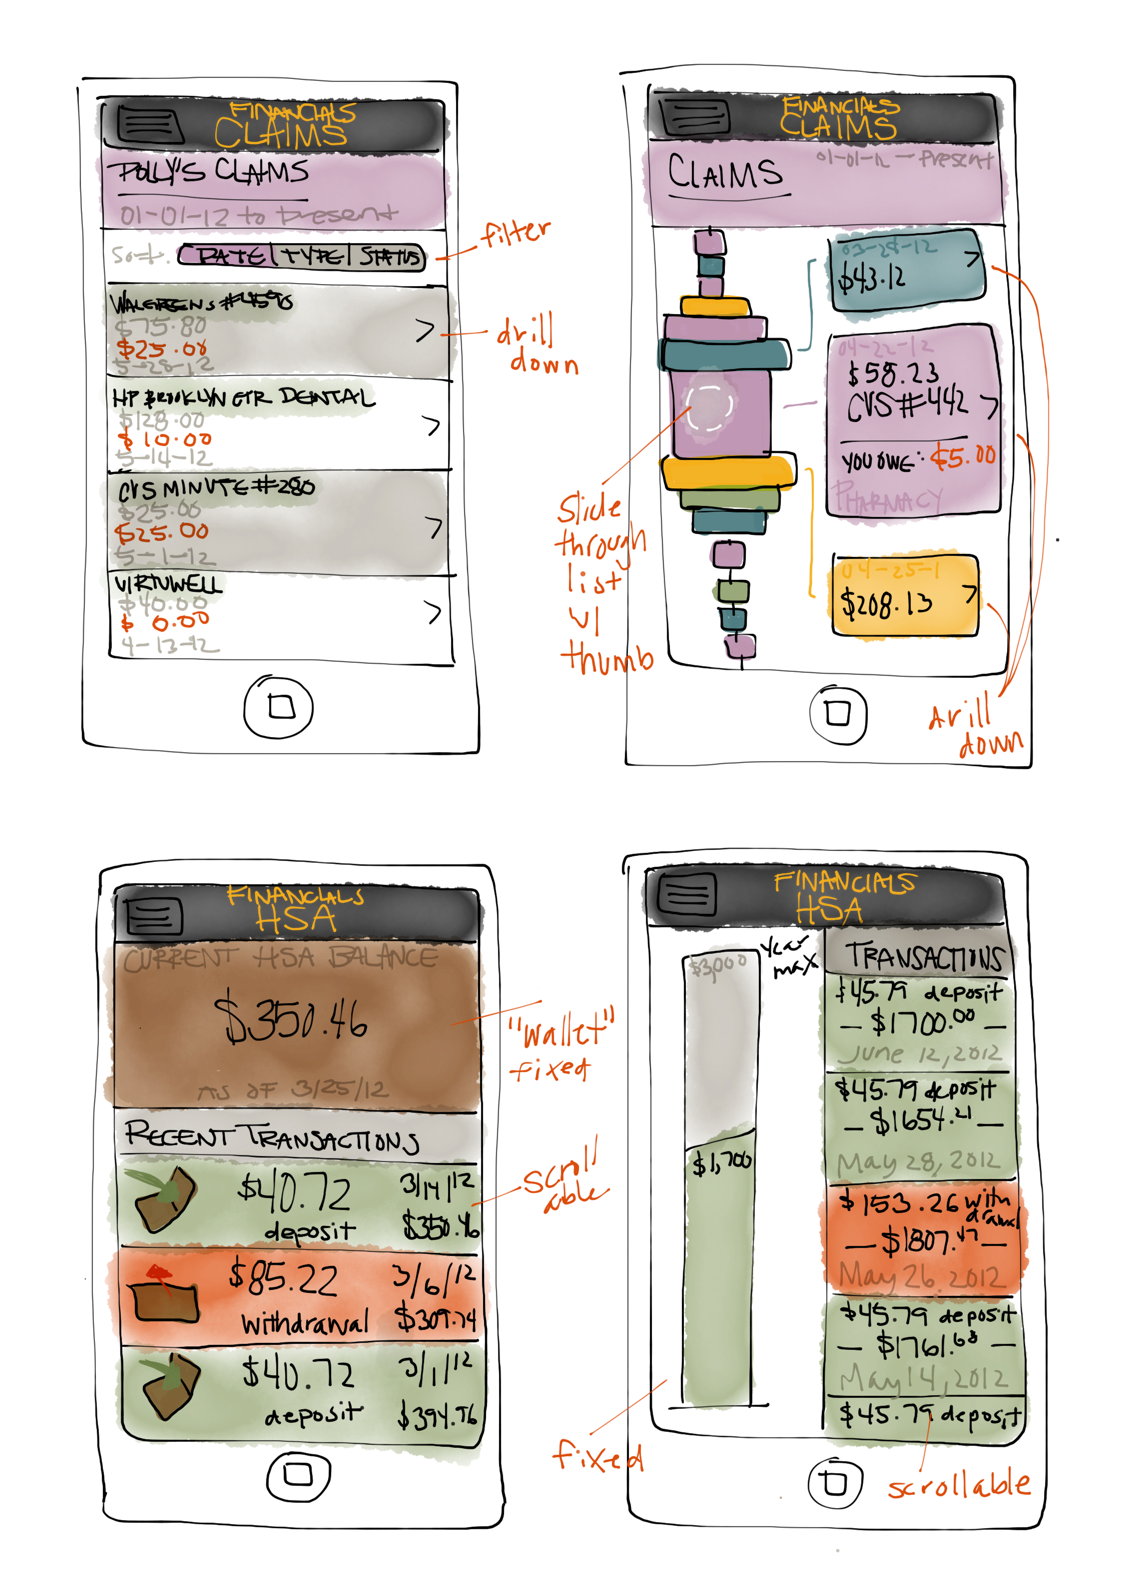 FINANCIALS
CLAIMS
POLLY'S CLAIMS
01-01-12 to present
Sort. DATE | TYPE | STATUS
filter
WALGREENS #4590
$75.80
$25.00
5-28-12
drill
down
HP BROOKLYN CTR DENTAL
$128.00
$10.00
5-14-12
CVS MINUTE #280
$25.00
$25.00
5-1-12
VIRTUWELL
$40.00
$ 0.00
4-13-12
FINANCIALS
CLAIMS
CLAIMS
01-01-12 — Present
03-28-12
$43.12
04-22-12
$58.23
CVS #442
YOU OWE: $5.00
PHARMACY
04-25-1
$208.13
Slide
through
list
w/
thumb
drill
down
FINANCIALS
HSA
CURRENT HSA BALANCE
$350.46
AS OF 3/25/12
"wallet"
fixed
RECENT TRANSACTIONS
$40.72 3/14/12
deposit $350.46
scroll
able
$85.22 3/6/12
withdrawal $309.74
$40.72 3/1/12
deposit $394.96
FINANCIALS
HSA
$3,000
year
max
$1,700
fixed
TRANSACTIONS
$45.79 deposit
— $1700.00 —
June 12, 2012
$45.79 deposit
— $1654.21 —
May 28, 2012
$153.26 withdrawal
— $1807.47 —
May 26, 2012
$45.79 deposit
— $1761.68 —
May 14, 2012
$45.79 deposit
scrollable